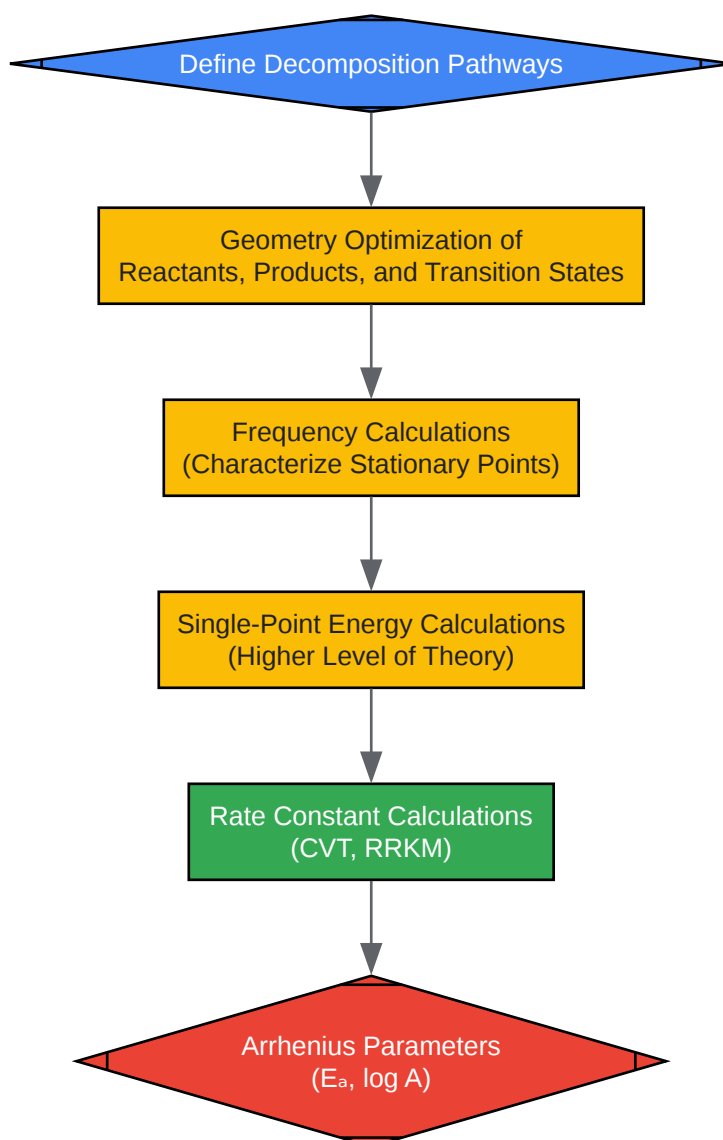 Define Decomposition Pathways
Geometry Optimization of
Reactants, Products, and Transition States
Frequency Calculations
(Characterize Stationary Points)
Single-Point Energy Calculations
(Higher Level of Theory)
Rate Constant Calculations
(CVT, RRKM)
Arrhenius Parameters
(Eₐ, log A)